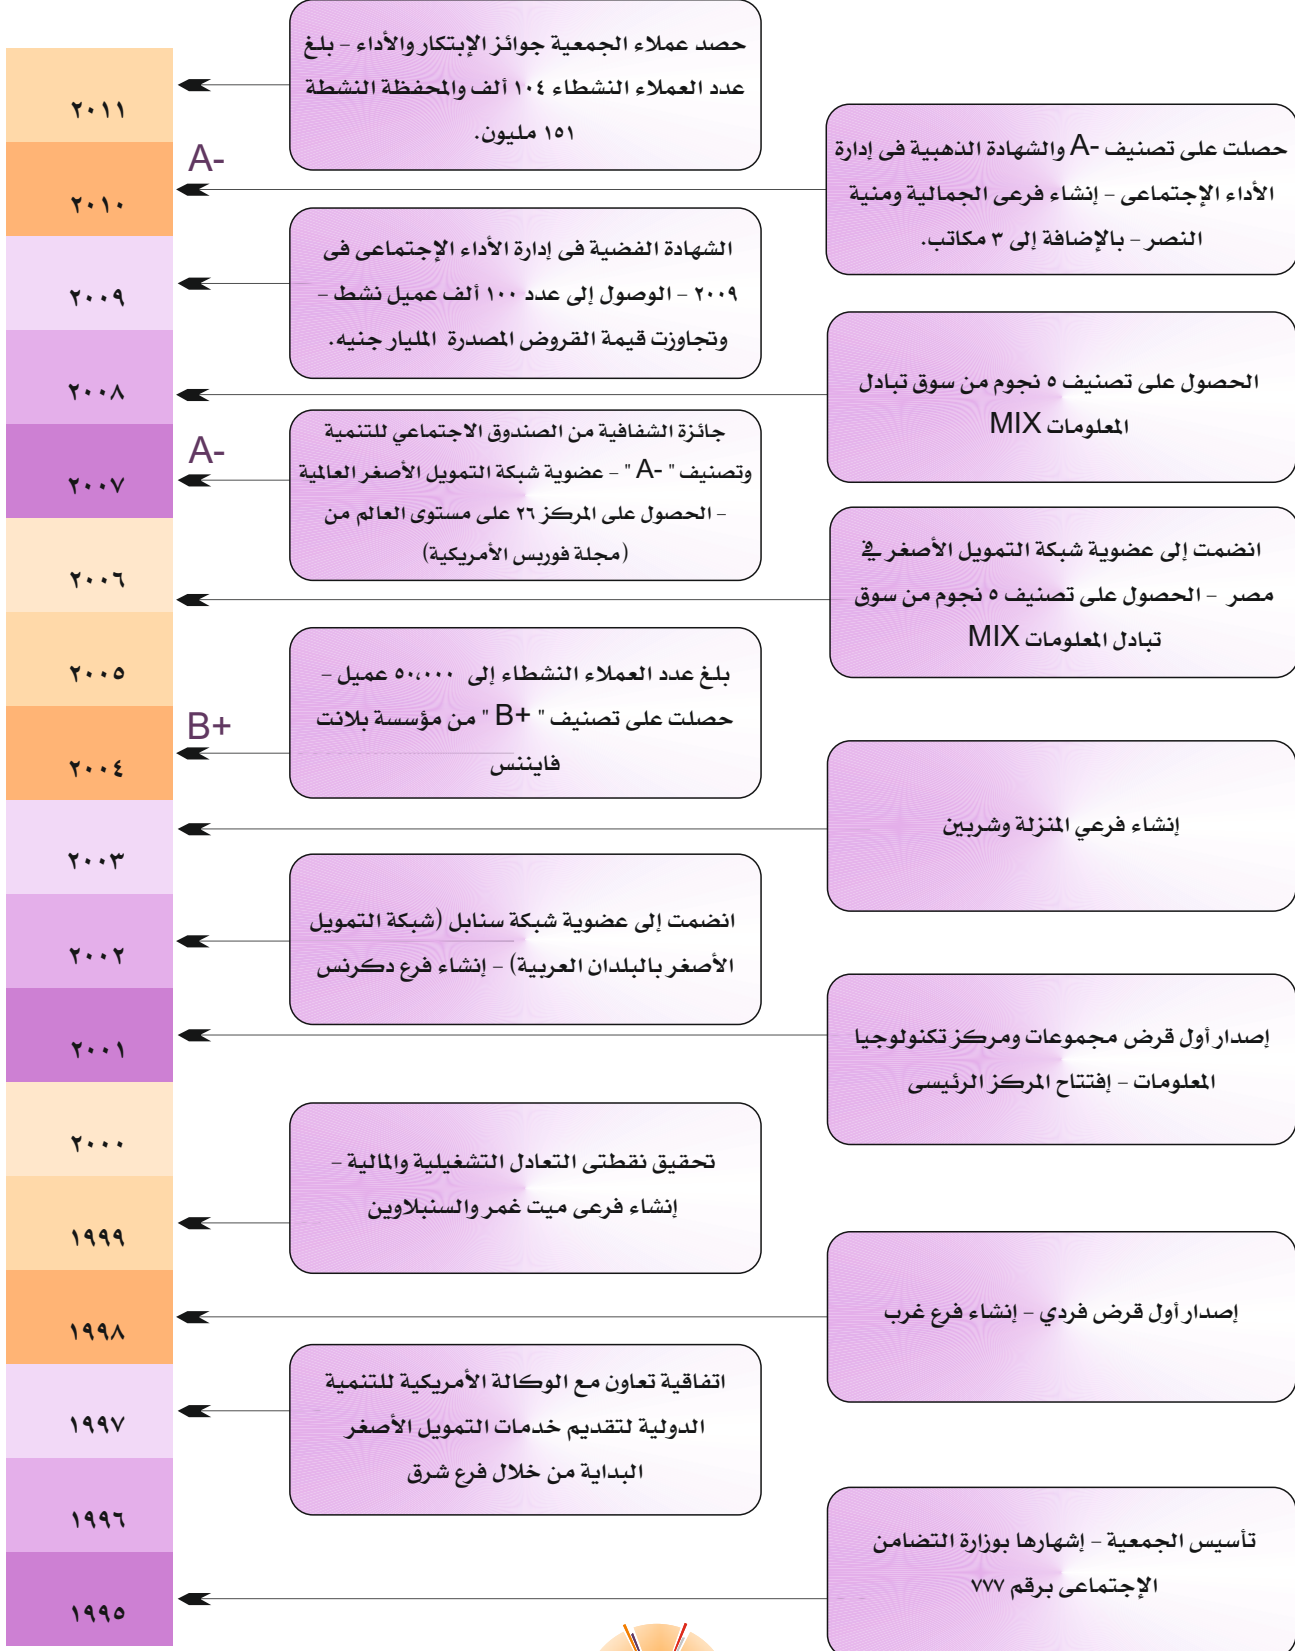 ٢٠١١
حصد عملاء الجمعية جوائز الإبتكار والأداء – بلغ
عدد العملاء النشطاء ١٠٤ ألف والمحفظة النشطة
١٥١ مليون.
٢٠١٠
A-
حصلت على تصنيف A- والشهادة الذهبية فى إدارة
الأداء الإجتماعى – إنشاء فرعى الجمالية ومنية
النصر – بالإضافة إلى ٣ مكاتب.
٢٠٠٩
الشهادة الفضية فى إدارة الأداء الإجتماعى فى
٢٠٠٩ – الوصول إلى عدد ١٠٠ ألف عميل نشط –
وتجاوزت قيمة القروض المصدرة المليار جنيه.
٢٠٠٨
الحصول على تصنيف ٥ نجوم من سوق تبادل
المعلومات MIX
٢٠٠٧
A-
جائزة الشفافية من الصندوق الاجتماعي للتنمية
وتصنيف " A- " – عضوية شبكة التمويل الأصغر العالمية
– الحصول على المركز ٢٦ على مستوى العالم من
(مجلة فوربس الأمريكية)
٢٠٠٦
انضمت إلى عضوية شبكة التمويل الأصغر في
مصر – الحصول على تصنيف ٥ نجوم من سوق
تبادل المعلومات MIX
٢٠٠٥
٢٠٠٤
B+
بلغ عدد العملاء النشطاء إلى ٥٠,٠٠٠ عميل –
حصلت على تصنيف " B+ " من مؤسسة بلانت
فايننس
٢٠٠٣
إنشاء فرعي المنزلة وشربين
٢٠٠٢
انضمت إلى عضوية شبكة سنابل (شبكة التمويل
الأصغر بالبلدان العربية) – إنشاء فرع دكرنس
٢٠٠١
إصدار أول قرض مجموعات ومركز تكنولوجيا
المعلومات – إفتتاح المركز الرئيسى
٢٠٠٠
١٩٩٩
تحقيق نقطتى التعادل التشغيلية والمالية –
إنشاء فرعى ميت غمر والسنبلاوين
١٩٩٨
إصدار أول قرض فردي – إنشاء فرع غرب
١٩٩٧
اتفاقية تعاون مع الوكالة الأمريكية للتنمية
الدولية لتقديم خدمات التمويل الأصغر
البداية من خلال فرع شرق
١٩٩٦
١٩٩٥
تأسيس الجمعية – إشهارها بوزارة التضامن
الإجتماعى برقم ٧٧٧